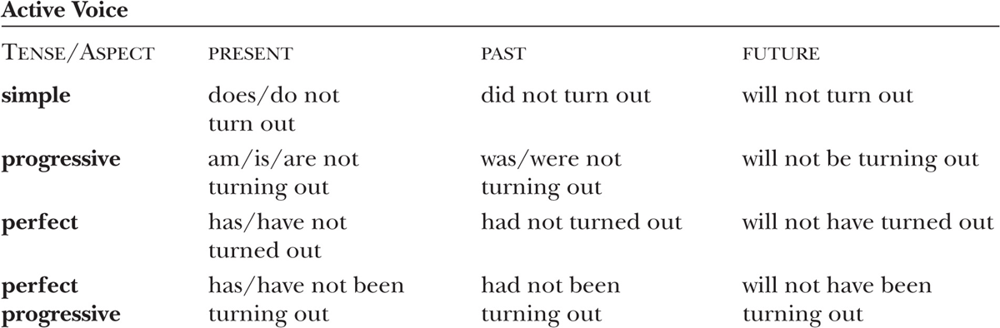 Active Voice
TENSE/ASPECT PRESENT PAST FUTURE
simple does/do not did not turn out will not turn out
turn out
progressive am/is/are not was/were not will not be turning out
turning out turning out
perfect has/have not had not turned out will not have turned out
turned out
perfect has/have not been had not been will not have been
progressive turning out turning out turning out